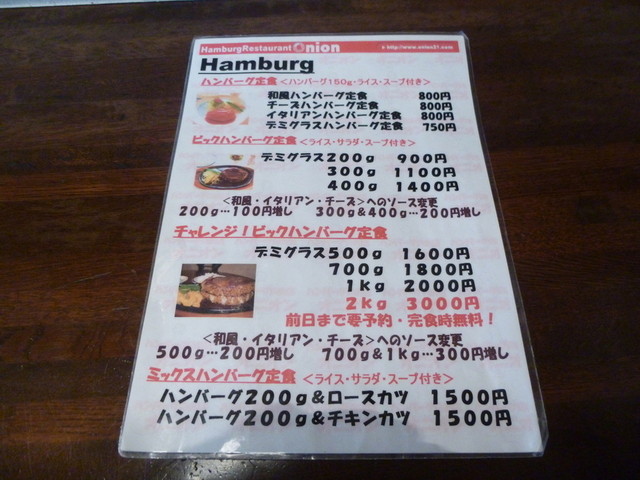 HamburgRestaurant Onion
http://www.onion21.com
Hamburg
ハンバーグ定食 <ハンバーグ150g・ライス・スープ付き>
和風ハンバーグ定食 800円
チーズハンバーグ定食 800円
イタリアンハンバーグ定食 800円
デミグラスハンバーグ定食 750円
ビックハンバーグ定食 <ライス・サラダ・スープ付き>
デミグラス200g 900円
300g 1100円
400g 1400円
<和風・イタリアン・チーズ>へのソース変更
200g…100円増し 300g&400g…200円増し
チャレンジ!ビックハンバーグ定食
デミグラス500g 1600円
700g 1800円
1kg 2000円
2kg 3000円
前日まで要予約・完食時無料!
<和風・イタリアン・チーズ>へのソース変更
500g…200円増し 700g&1kg…300円増し
ミックスハンバーグ定食 <ライス・サラダ・スープ付き>
ハンバーグ200g&ロースカツ 1500円
ハンバーグ200g&チキンカツ 1500円